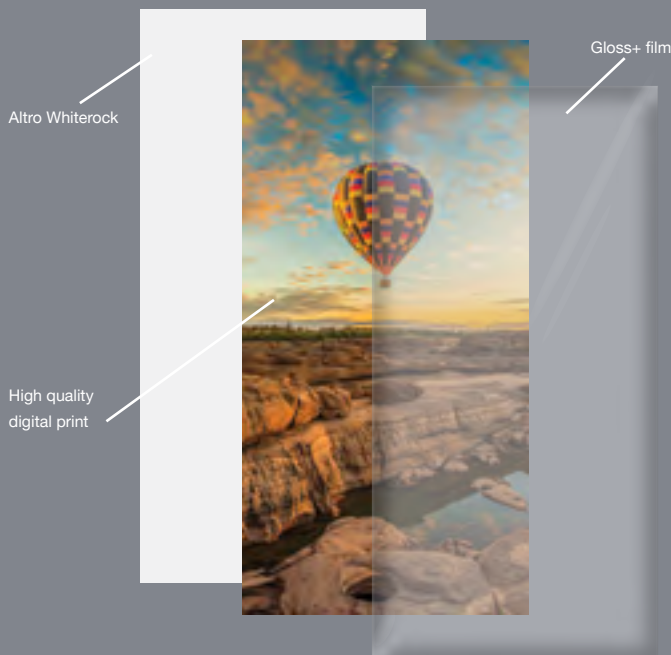 Gloss+ film
Altro Whiterock
High quality
digital print